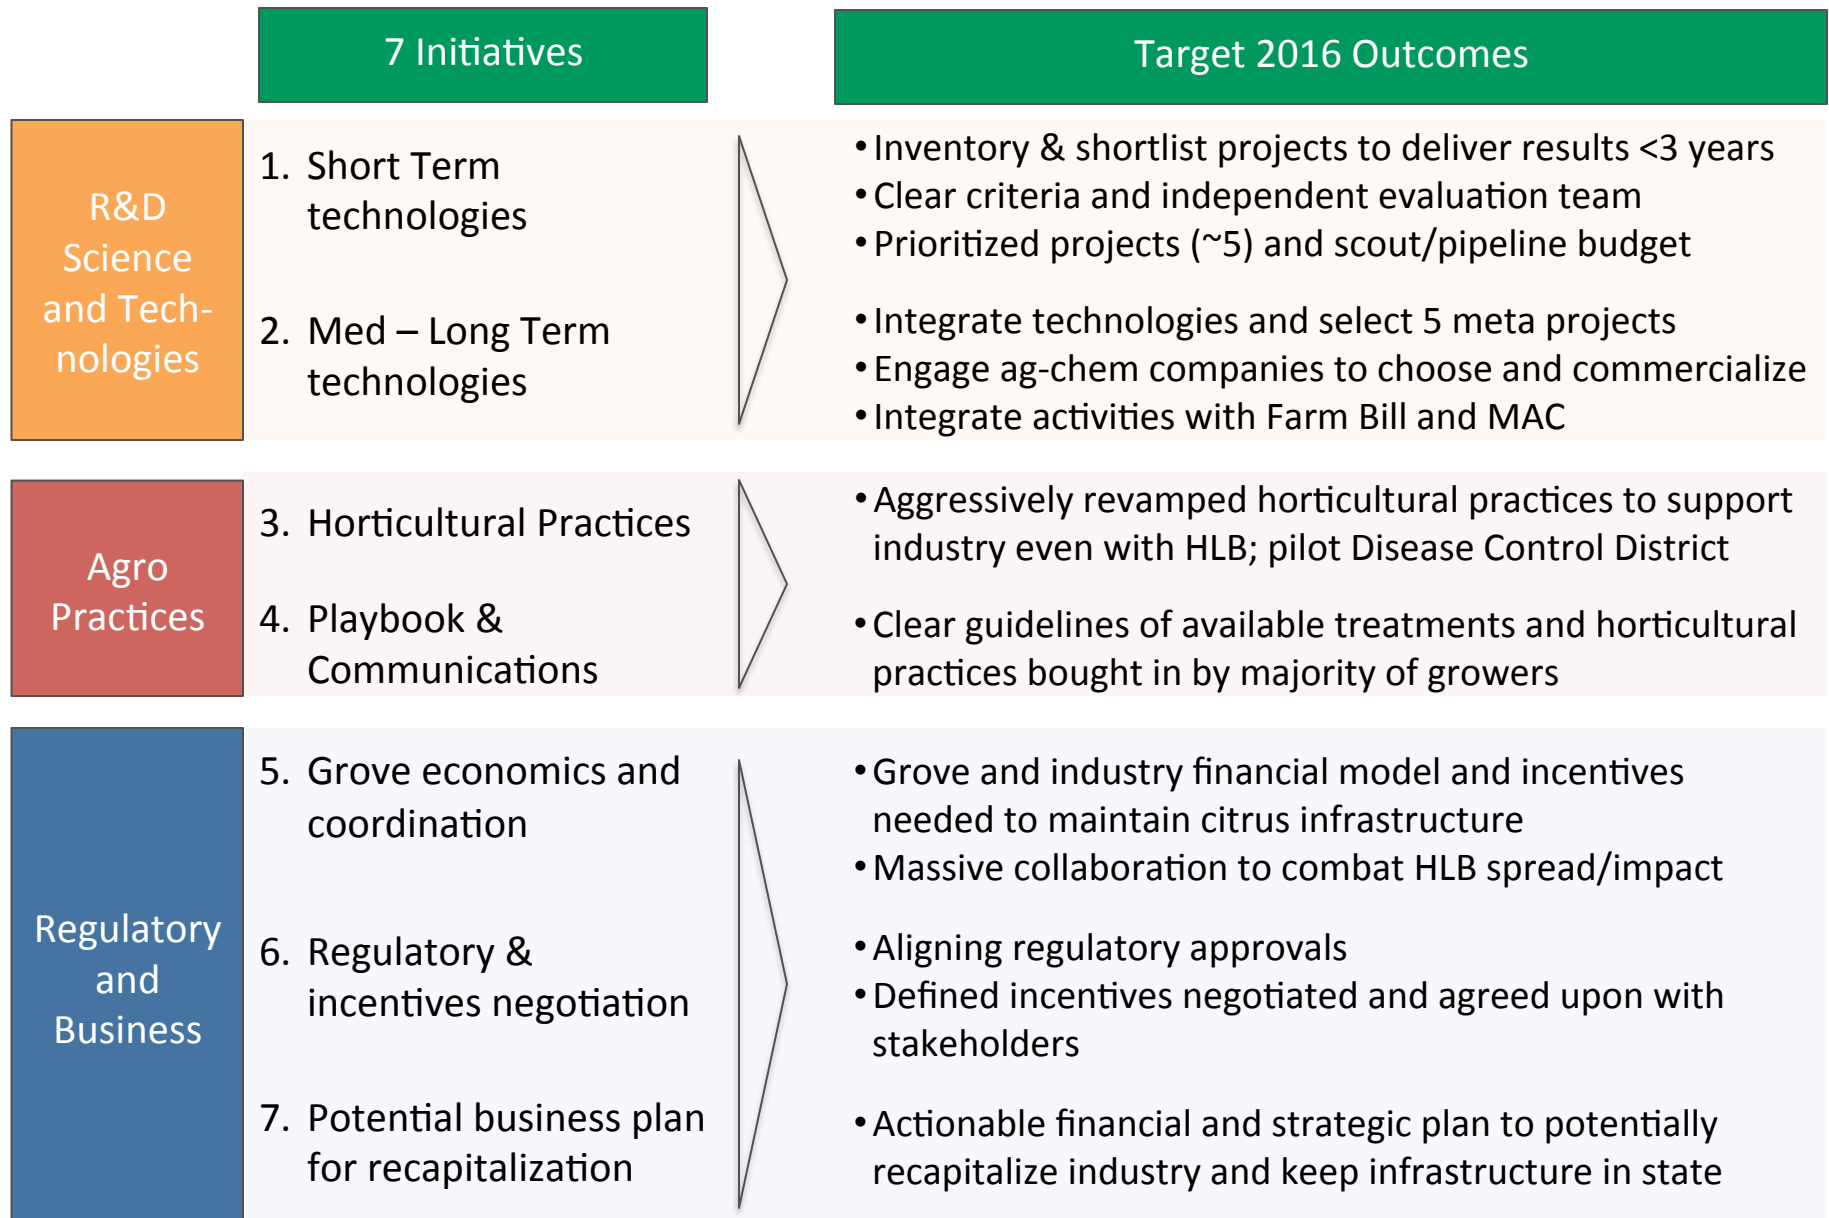 7 Initiatives
Target 2016 Outcomes
R&D
Science
and Tech-
nologies
1. Short Term
technologies
• Inventory & shortlist projects to deliver results <3 years
• Clear criteria and independent evaluation team
• Prioritized projects (~5) and scout/pipeline budget
2. Med – Long Term
technologies
• Integrate technologies and select 5 meta projects
• Engage ag-chem companies to choose and commercialize
• Integrate activities with Farm Bill and MAC
Agro
Practices
3. Horticultural Practices
• Aggressively revamped horticultural practices to support
industry even with HLB; pilot Disease Control District
4. Playbook &
Communications
• Clear guidelines of available treatments and horticultural
practices bought in by majority of growers
Regulatory
and
Business
5. Grove economics and
coordination
• Grove and industry financial model and incentives
needed to maintain citrus infrastructure
• Massive collaboration to combat HLB spread/impact
6. Regulatory &
incentives negotiation
• Aligning regulatory approvals
• Defined incentives negotiated and agreed upon with
stakeholders
7. Potential business plan
for recapitalization
• Actionable financial and strategic plan to potentially
recapitalize industry and keep infrastructure in state